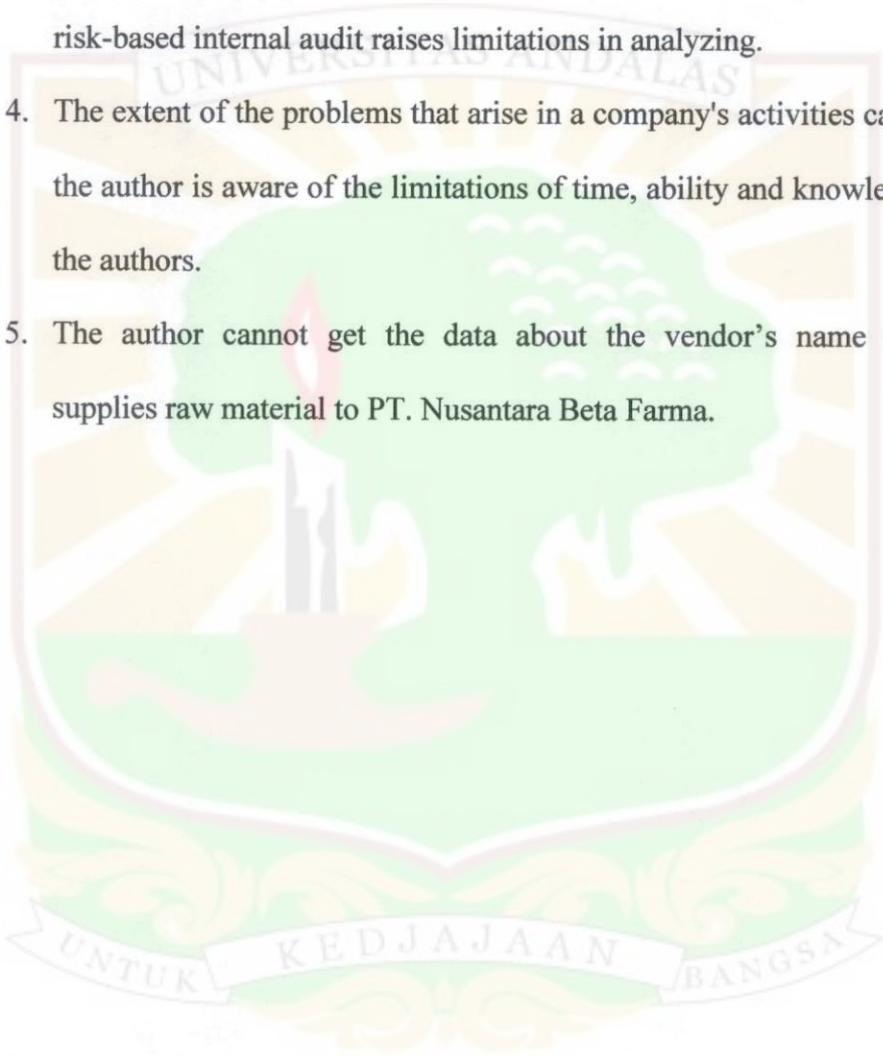 risk-based internal audit raises limitations in analyzing.
UNIVERSITAS ANDALAS
4. The extent of the problems that arise in a company's activities
the author is aware of the limitations of time, ability and
the authors.
5. The author cannot get the data about the vendor's name
supplies raw material to PT. Nusantara Beta Farma.
UNTUK KEDJAJAAN BANGSA